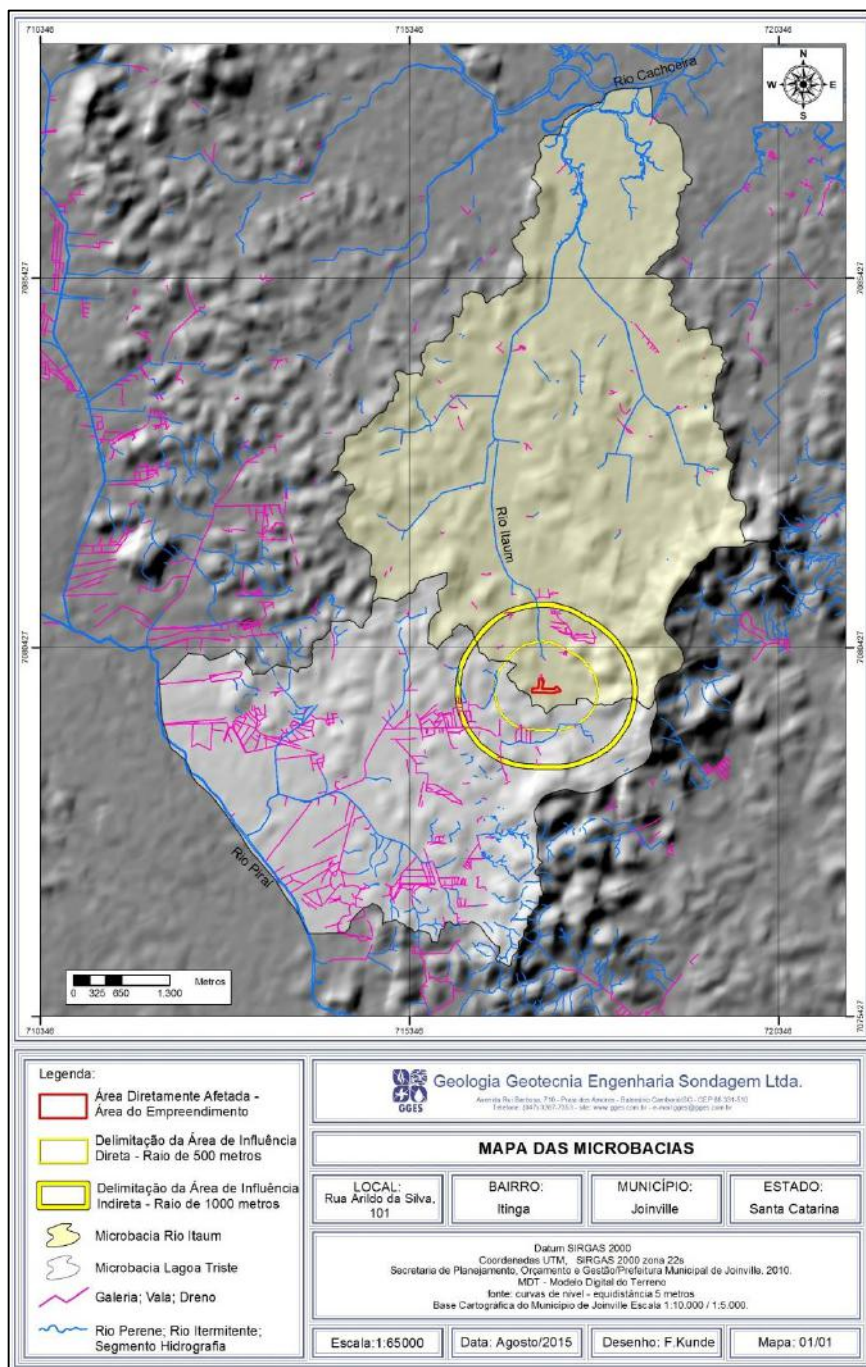 710346
715346
720346
N
W
E
S
Rio Cachoeira
7085427
7085427
Rio Itaum
7080427
7080427
Rio Piraí
Metros
0 325 650 1.300
7075427
710346
715346
720346
Legenda:
Área Diretamente Afetada -
Área do Empreendimento
Delimitação da Área de Influência
Direta - Raio de 500 metros
Delimitação da Área de Influência
Indireta - Raio de 1000 metros
Microbacia Rio Itaum
Microbacia Lagoa Triste
Galeria; Vala; Dreno
Rio Perene; Rio Itermitente;
Segmento Hidrografia
GGES
Geologia Geotecnia Engenharia Sondagem Ltda.
MAPA DAS MICROBACIAS
LOCAL:
Rua Arildo da Silva,
101
BAIRRO:
Itinga
MUNICÍPIO:
Joinville
ESTADO:
Santa Catarina
Datum SIRGAS 2000
Coordenadas UTM, SIRGAS 2000 zona 22s
Secretaria de Planejamento, Orçamento e Gestão/Prefeitura Municipal de Joinville, 2010.
MDT - Modelo Digital do Terreno
fonte: curvas de nível - equidistância 5 metros
Base Cartográfica do Município de Joinville Escala 1:10.000 / 1:5.000.
Escala:1:65000
Data: Agosto/2015
Desenho: F.Kunde
Mapa: 01/01